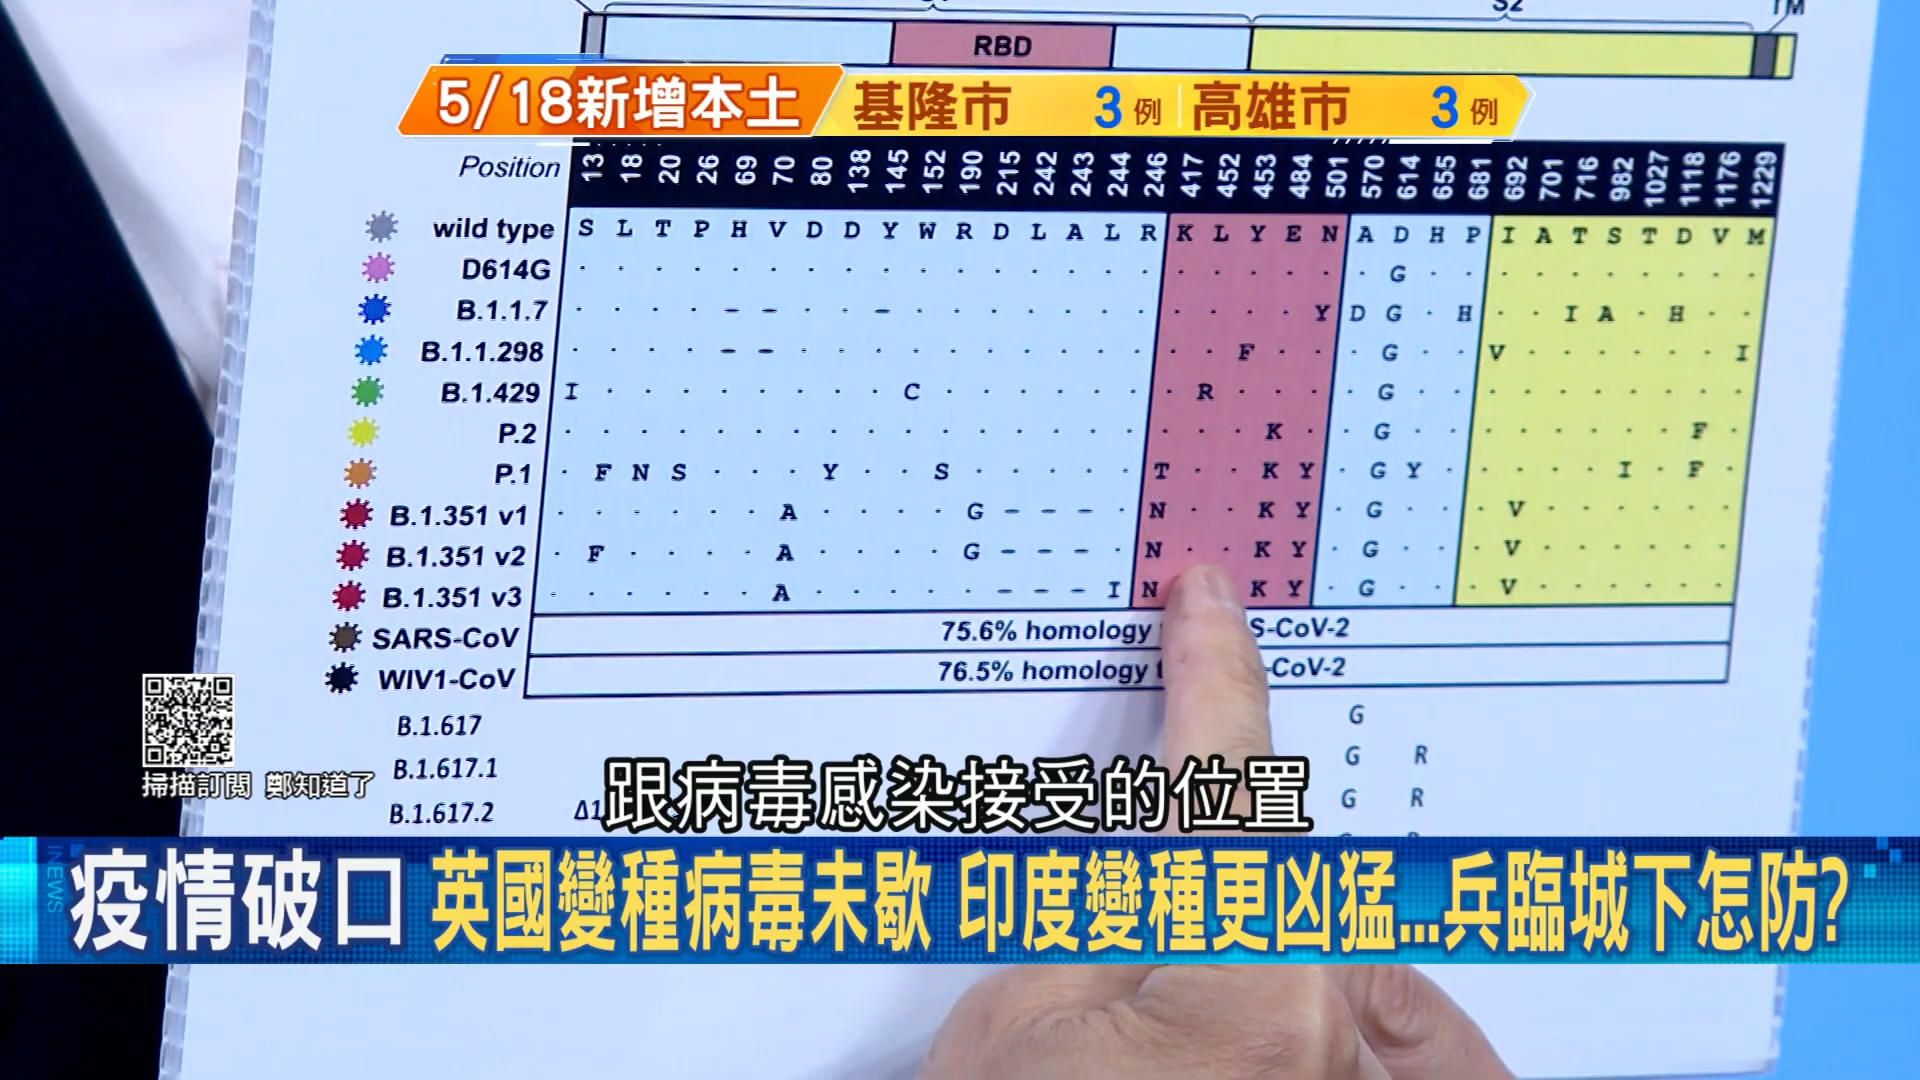 S2
TM
RBD
5/18新增本土 基隆市 3例 高雄市 3例
Position 13 18 20 26 69 70 80 138 145 152 190 215 242 243 244 246 417 452 453 484 501 570 614 655 681 692 701 716 982 1027 1118 1176 1229
wild type S L T P H V D D Y W R D L A L R K L Y E N A D H P I A T S T D V M
D614G · · · · · · · · · · · · · · · · · · · · · · G · · · · · · · · · ·
B.1.1.7 · · · · - - · · - · · · · · · · · · · · Y D G · H · · I A · H · ·
B.1.1.298 · · · · - - · · · · · · · · · · · · F · · · G · · V · · · · · · I
B.1.429 I · · · · · · · · C · · · · · · · R · · · · G · · · · · · · · · ·
P.2 · · · · · · · · · · · · · · · · · · · K · · G · · · · · · · · F ·
P.1 · F N S · · · Y · · S · · · · · T · · K Y · G Y · · · · · I · F ·
B.1.351 v1 · · · · · · A · · · · G - - - · N · · K Y · G · · · V · · · · · ·
B.1.351 v2 · F · · · · A · · · · G - - - · N · · K Y · G · · · V · · · · · ·
B.1.351 v3 · · · · · · A · · · · · - - - I N K Y · G · · · V · · · · · ·
SARS-CoV 75.6% homology S-CoV-2
WIV1-CoV 76.5% homology -CoV-2
B.1.617 G
B.1.617.1 G R
B.1.617.2 Δ1 G R
掃描訂閱 鄭知道了
跟病毒感染接受的位置
INEWS
疫情破口 英國變種病毒未歇 印度變種更凶猛...兵臨城下怎防?